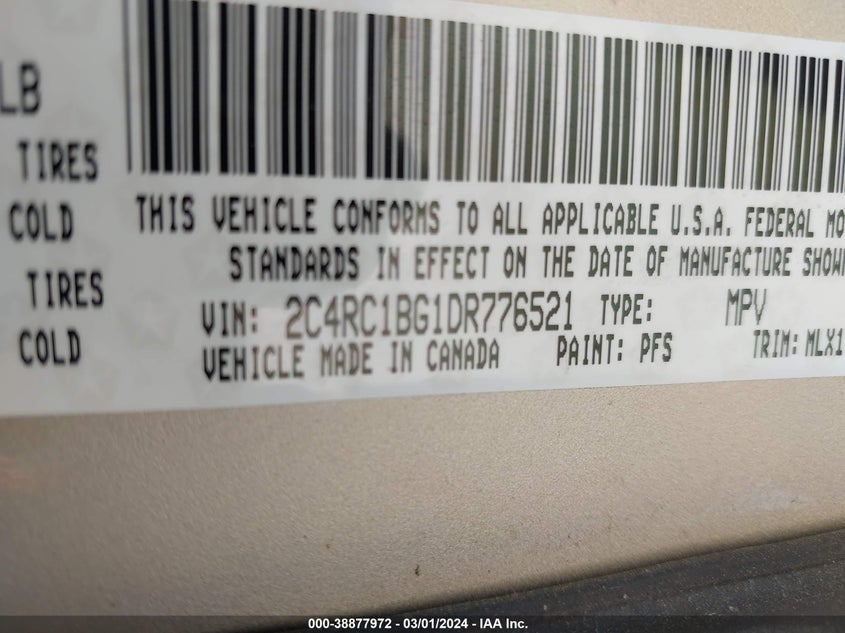 LB
TIRES
COLD
TIRES
COLD
THIS VEHICLE CONFORMS TO ALL APPLICABLE U.S.A. FEDERAL MO
STANDARDS IN EFFECT ON THE DATE OF MANUFACTURE SHOWN
VIN: 2C4RC1BG1DR776521 TYPE: MPV
VEHICLE MADE IN CANADA PAINT: PFS TRIM: MLX1
000-38877972 — 03/01/2024 — IAA Inc.